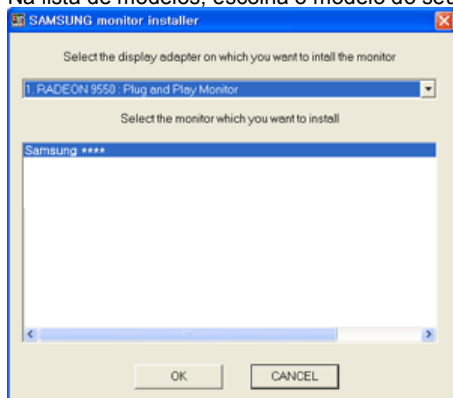 Na lista de modelos, escolha o modelo do seu
SAMSUNG monitor installer
Select the display adapter on which you want to intall the monitor
1. RADEON 9550 : Plug and Play Monitor
Select the monitor which you want to install
Samsung ****
OK
CANCEL